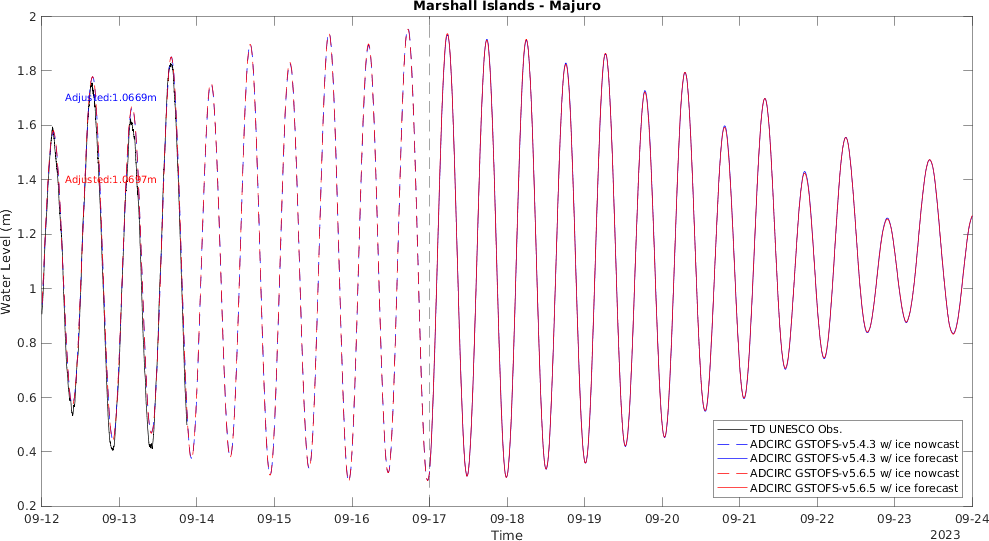 Marshall Islands - Majuro
2
1.8
1.6
1.4
1.2
1
0.8
0.6
0.4
0.2
Water Level (m)
Adjusted:1.0669m
Adjusted:1.0697m
TD UNESCO Obs.
ADCIRC GSTOFS-v5.4.3 w/ ice nowcast
ADCIRC GSTOFS-v5.4.3 w/ ice forecast
ADCIRC GSTOFS-v5.6.5 w/ ice nowcast
ADCIRC GSTOFS-v5.6.5 w/ ice forecast
09-12 09-13 09-14 09-15 09-16 09-17 09-18 09-19 09-20 09-21 09-22 09-23 09-24
Time
2023